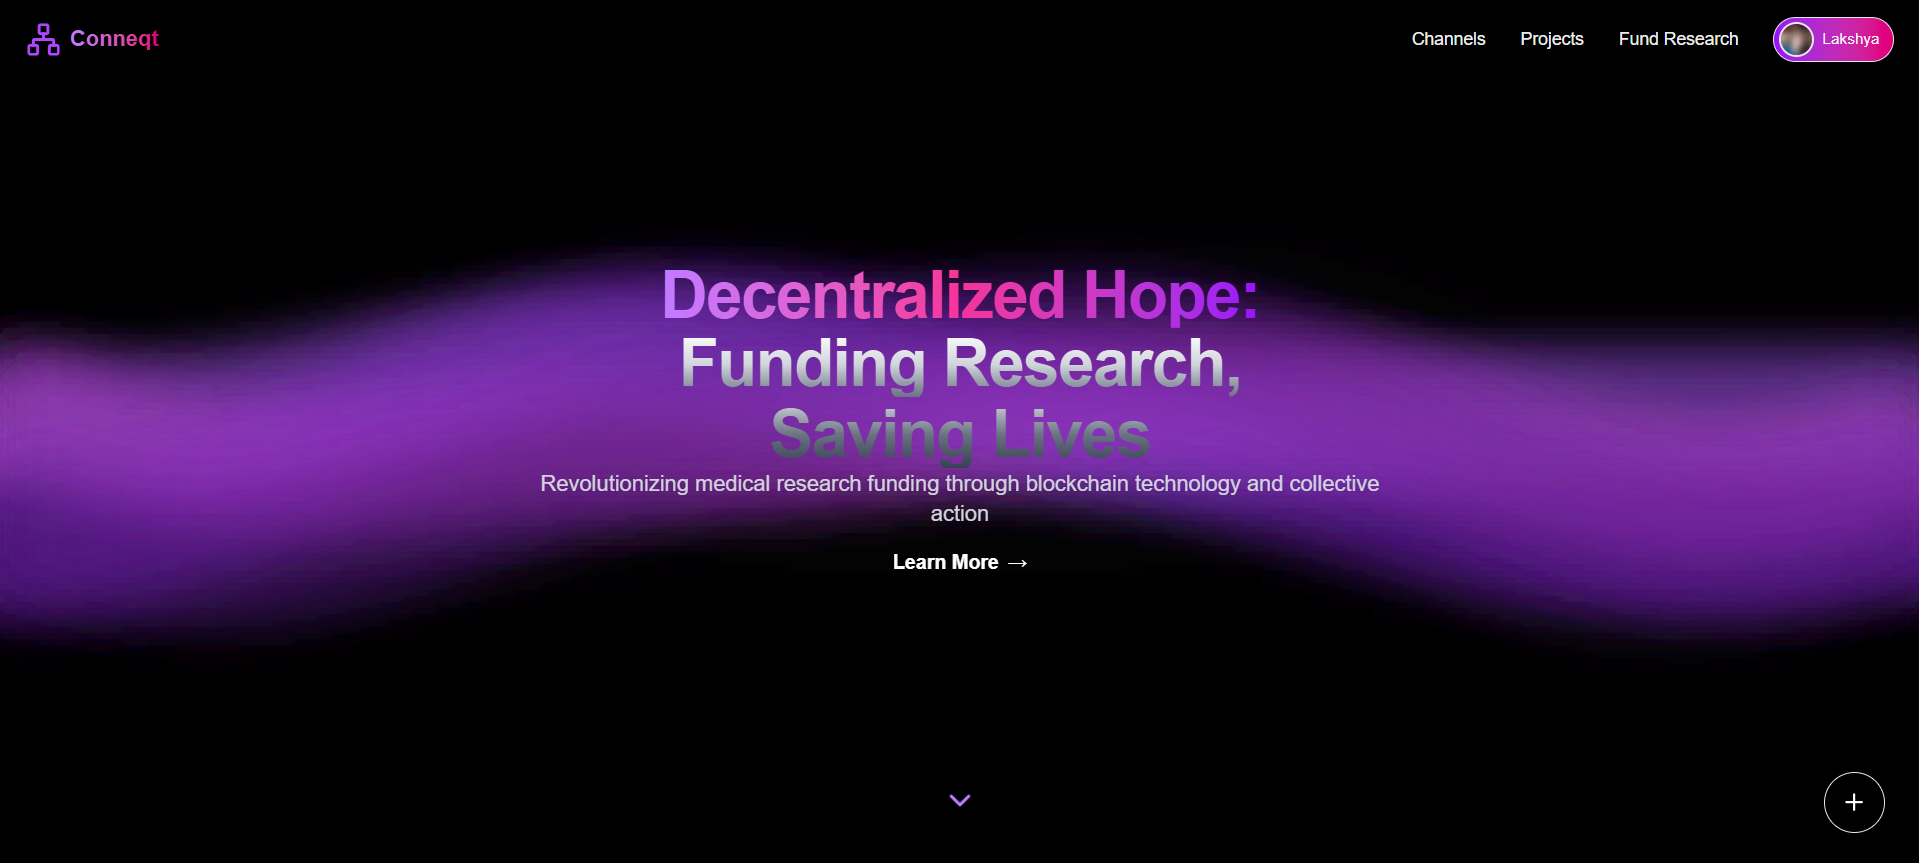 Conneqt
Channels
Projects
Fund Research
Lakshya
Decentralized Hope:
Funding Research,
Saving Lives
Revolutionizing medical research funding through blockchain technology and collective
action
Learn More →